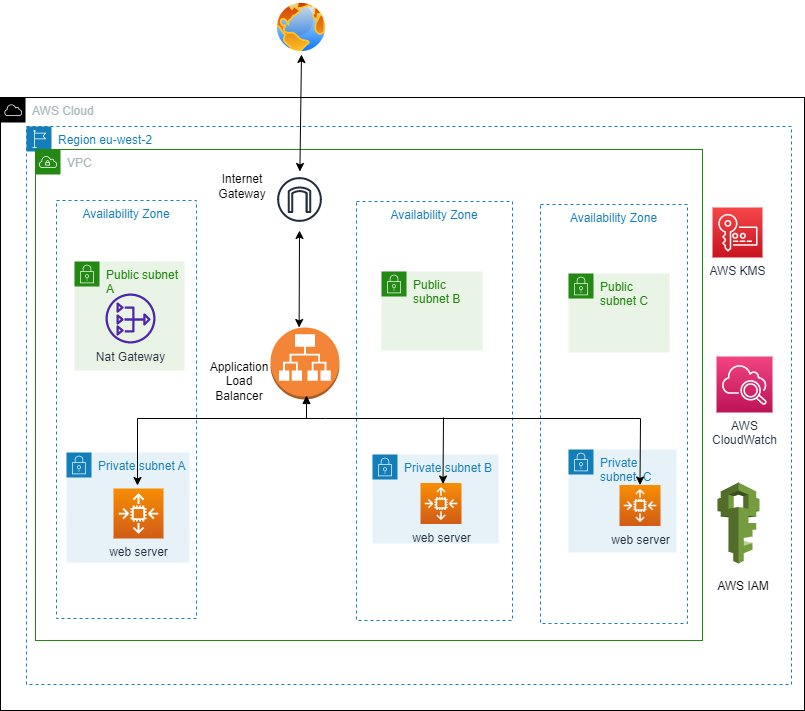 AWS Cloud
Region eu-west-2
VPC
Internet
Gateway
Availability Zone
Availability Zone
Availability Zone
Public subnet
A
Nat Gateway
Public
subnet B
Public
subnet C
AWS KMS
Application
Load
Balancer
AWS
CloudWatch
Private subnet A
web server
Private subnet B
web server
Private
subnet C
web server
AWS IAM